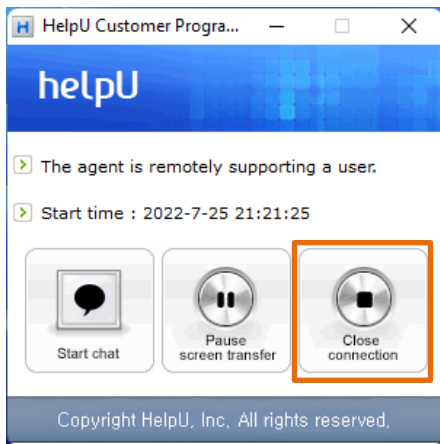 H HelpU Customer Progra...
helpU
The agent is remotely supporting a user.
Start time : 2022-7-25 21:21:25
Start chat
Pause
screen transfer
Close
connection
Copyright HelpU, Inc, All rights reserved,